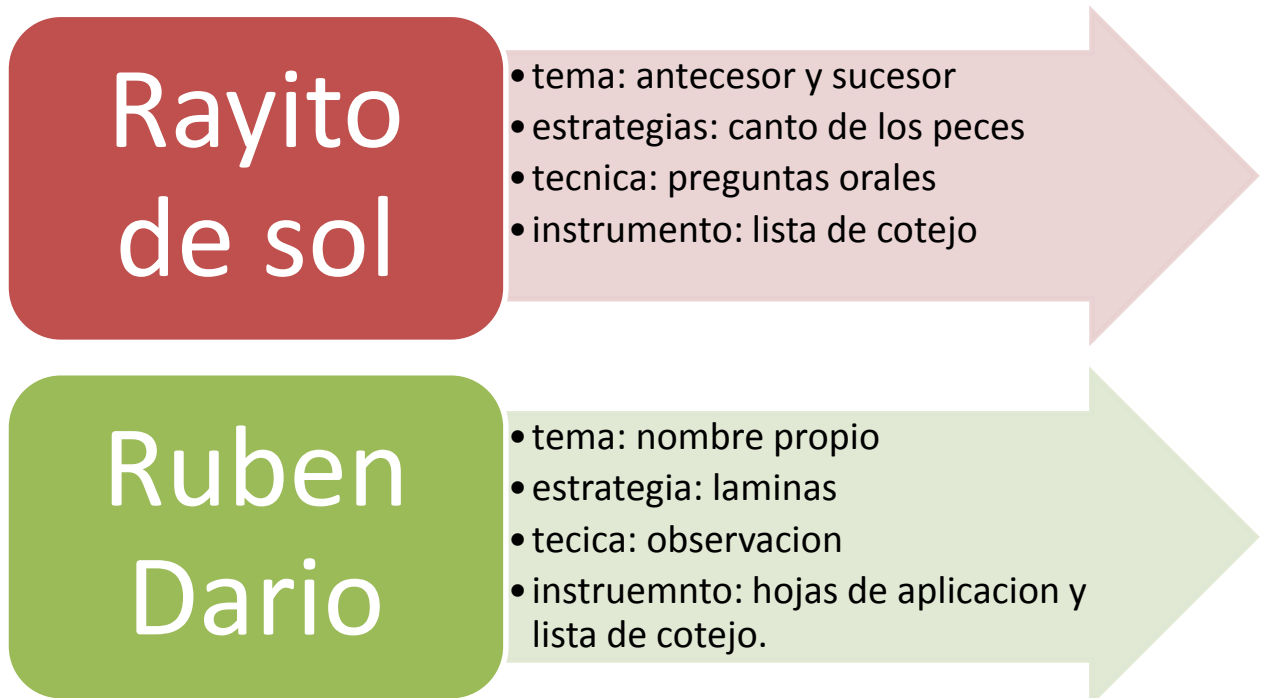 Rayito
de sol
• tema: antecesor y sucesor
• estrategias: canto de los peces
• tecnica: preguntas orales
• instrumento: lista de cotejo
Ruben
Dario
• tema: nombre propio
• estrategia: laminas
• tecica: observacion
• instruemnto: hojas de aplicacion y
lista de cotejo.